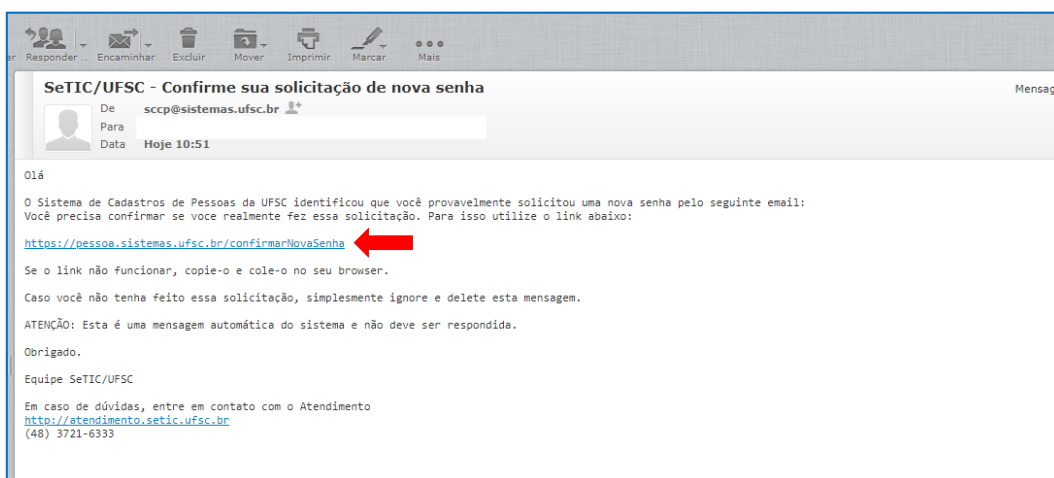 er Responder ... Encaminhar Excluir Mover Imprimir Marcar Mais
SeTIC/UFSC - Confirme sua solicitação de nova senha
Mensag
De sccp@sistemas.ufsc.br
Para
Data Hoje 10:51
Olá
O Sistema de Cadastros de Pessoas da UFSC identificou que você provavelmente solicitou uma nova senha pelo seguinte email:
Você precisa confirmar se voce realmente fez essa solicitação. Para isso utilize o link abaixo:
https://pessoa.sistemas.ufsc.br/confirmarNovaSenha
Se o link não funcionar, copie-o e cole-o no seu browser.
Caso você não tenha feito essa solicitação, simplesmente ignore e delete esta mensagem.
ATENÇÃO: Esta é uma mensagem automática do sistema e não deve ser respondida.
Obrigado.
Equipe SeTIC/UFSC
Em caso de dúvidas, entre em contato com o Atendimento
http://atendimento.setic.ufsc.br
(48) 3721-6333